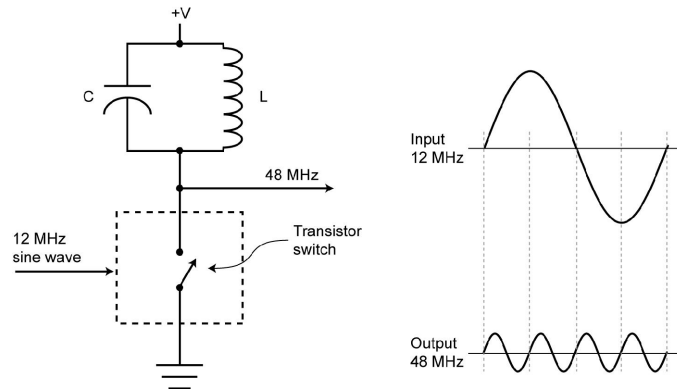 +V
C
L
48 MHz
12 MHz
sine wave
Transistor
switch
Input
12 MHz
Output
48 MHz